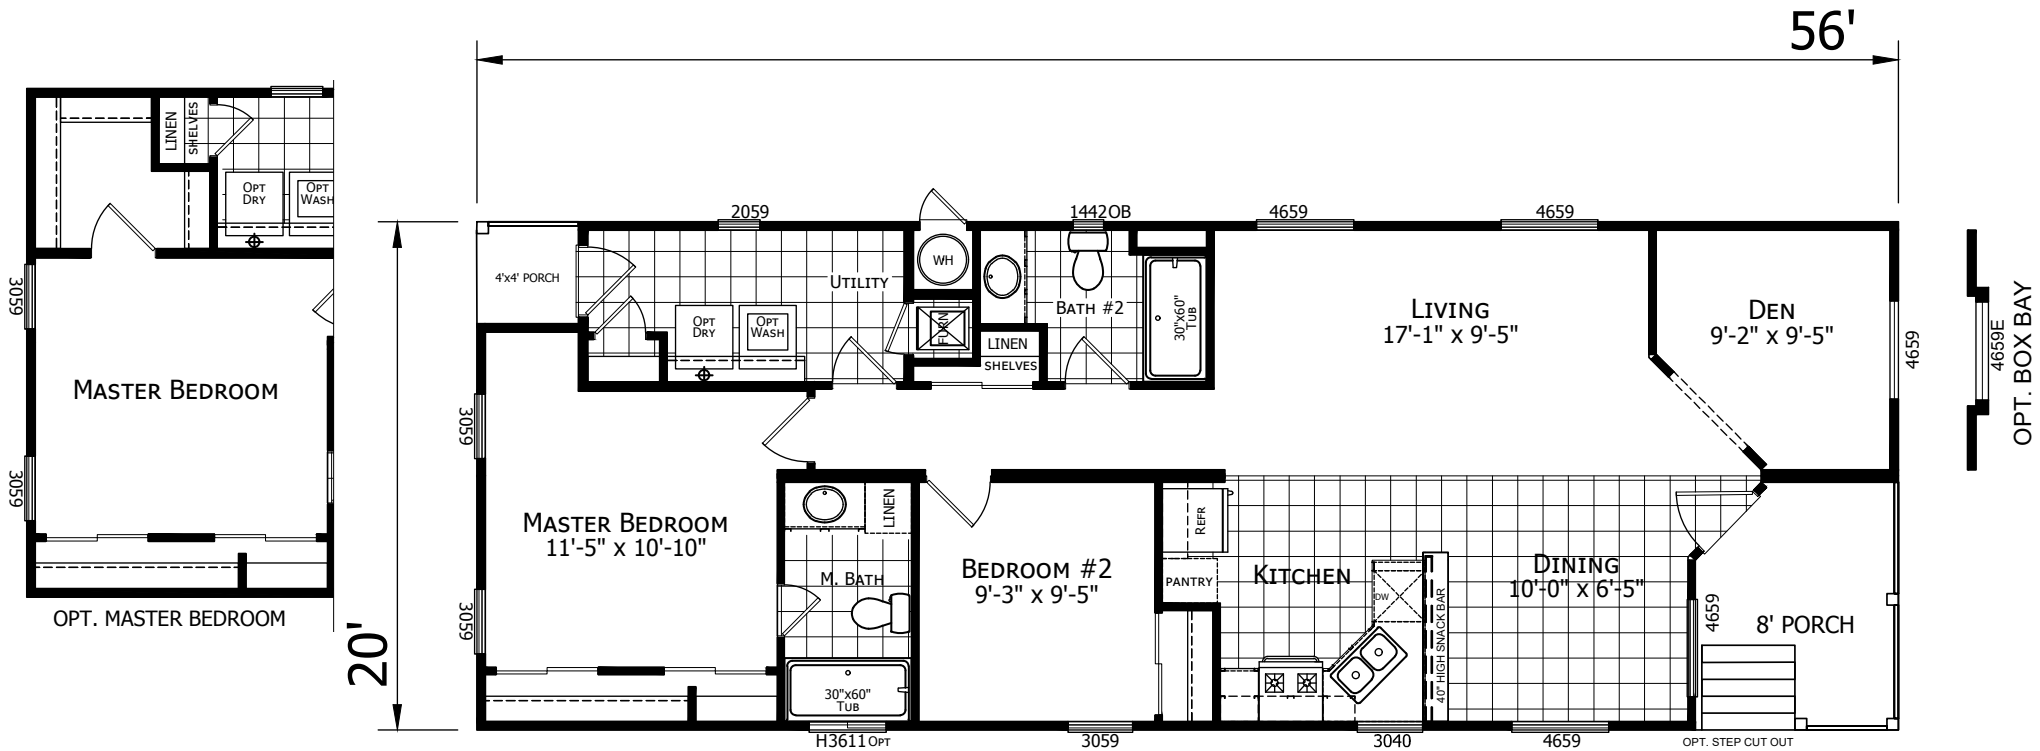 56'
LINEN
SHELVES
OPT
DRY
OPT
WASH
3059
MASTER BEDROOM
3059
OPT. MASTER BEDROOM
20'
2059
1442OB
4659
4659
4'x4' PORCH
UTILITY
WH
OPT
DRY
OPT
WASH
FURN
BATH #2
30"x60"
TUB
LINEN
SHELVES
LIVING
17'-1" x 9'-5"
DEN
9'-2" x 9'-5"
4659
4659E
OPT. BOX BAY
3059
MASTER BEDROOM
11'-5" x 10'-10"
3059
LINEN
M. BATH
30"x60"
TUB
BEDROOM #2
9'-3" x 9'-5"
REFR
PANTRY
KITCHEN
DW
40" HIGH SNACK BAR
DINING
10'-0" x 6'-5"
4659
8' PORCH
H3611 OPT
3059
3040
4659
OPT. STEP CUT OUT